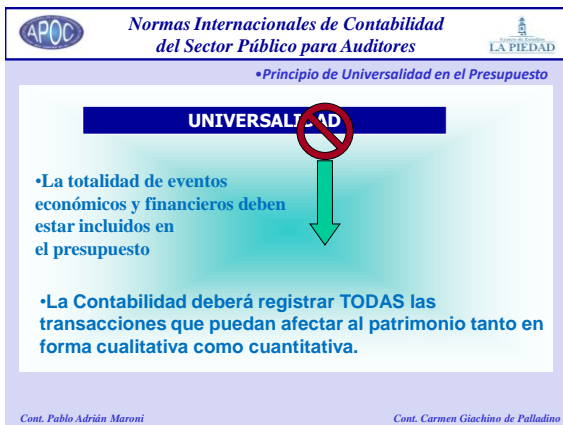 APOC
Normas Internacionales de Contabilidad
del Sector Público para Auditores
LA PIEDAD
•Principio de Universalidad en el Presupuesto
UNIVERSALIDAD
•La totalidad de eventos
económicos y financieros deben
estar incluidos en
el presupuesto
•La Contabilidad deberá registrar TODAS las
transacciones que puedan afectar al patrimonio tanto en
forma cualitativa como cuantitativa.
Cont. Pablo Adrián Maroni
Cont. Carmen Giachino de Palladino